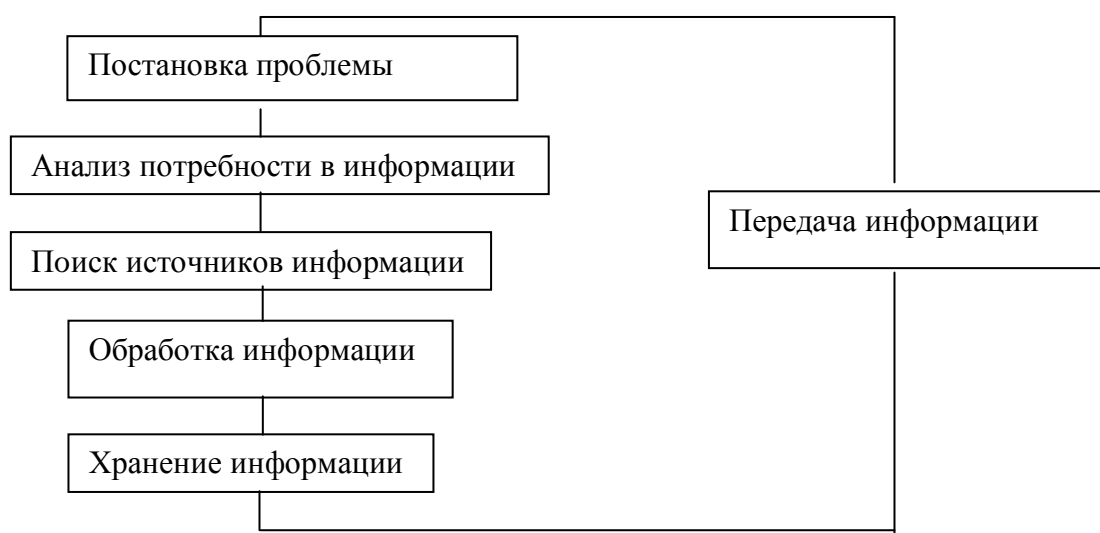 Постановка проблемы
Анализ потребности в информации
Поиск источников информации
Обработка информации
Хранение информации
Передача информации